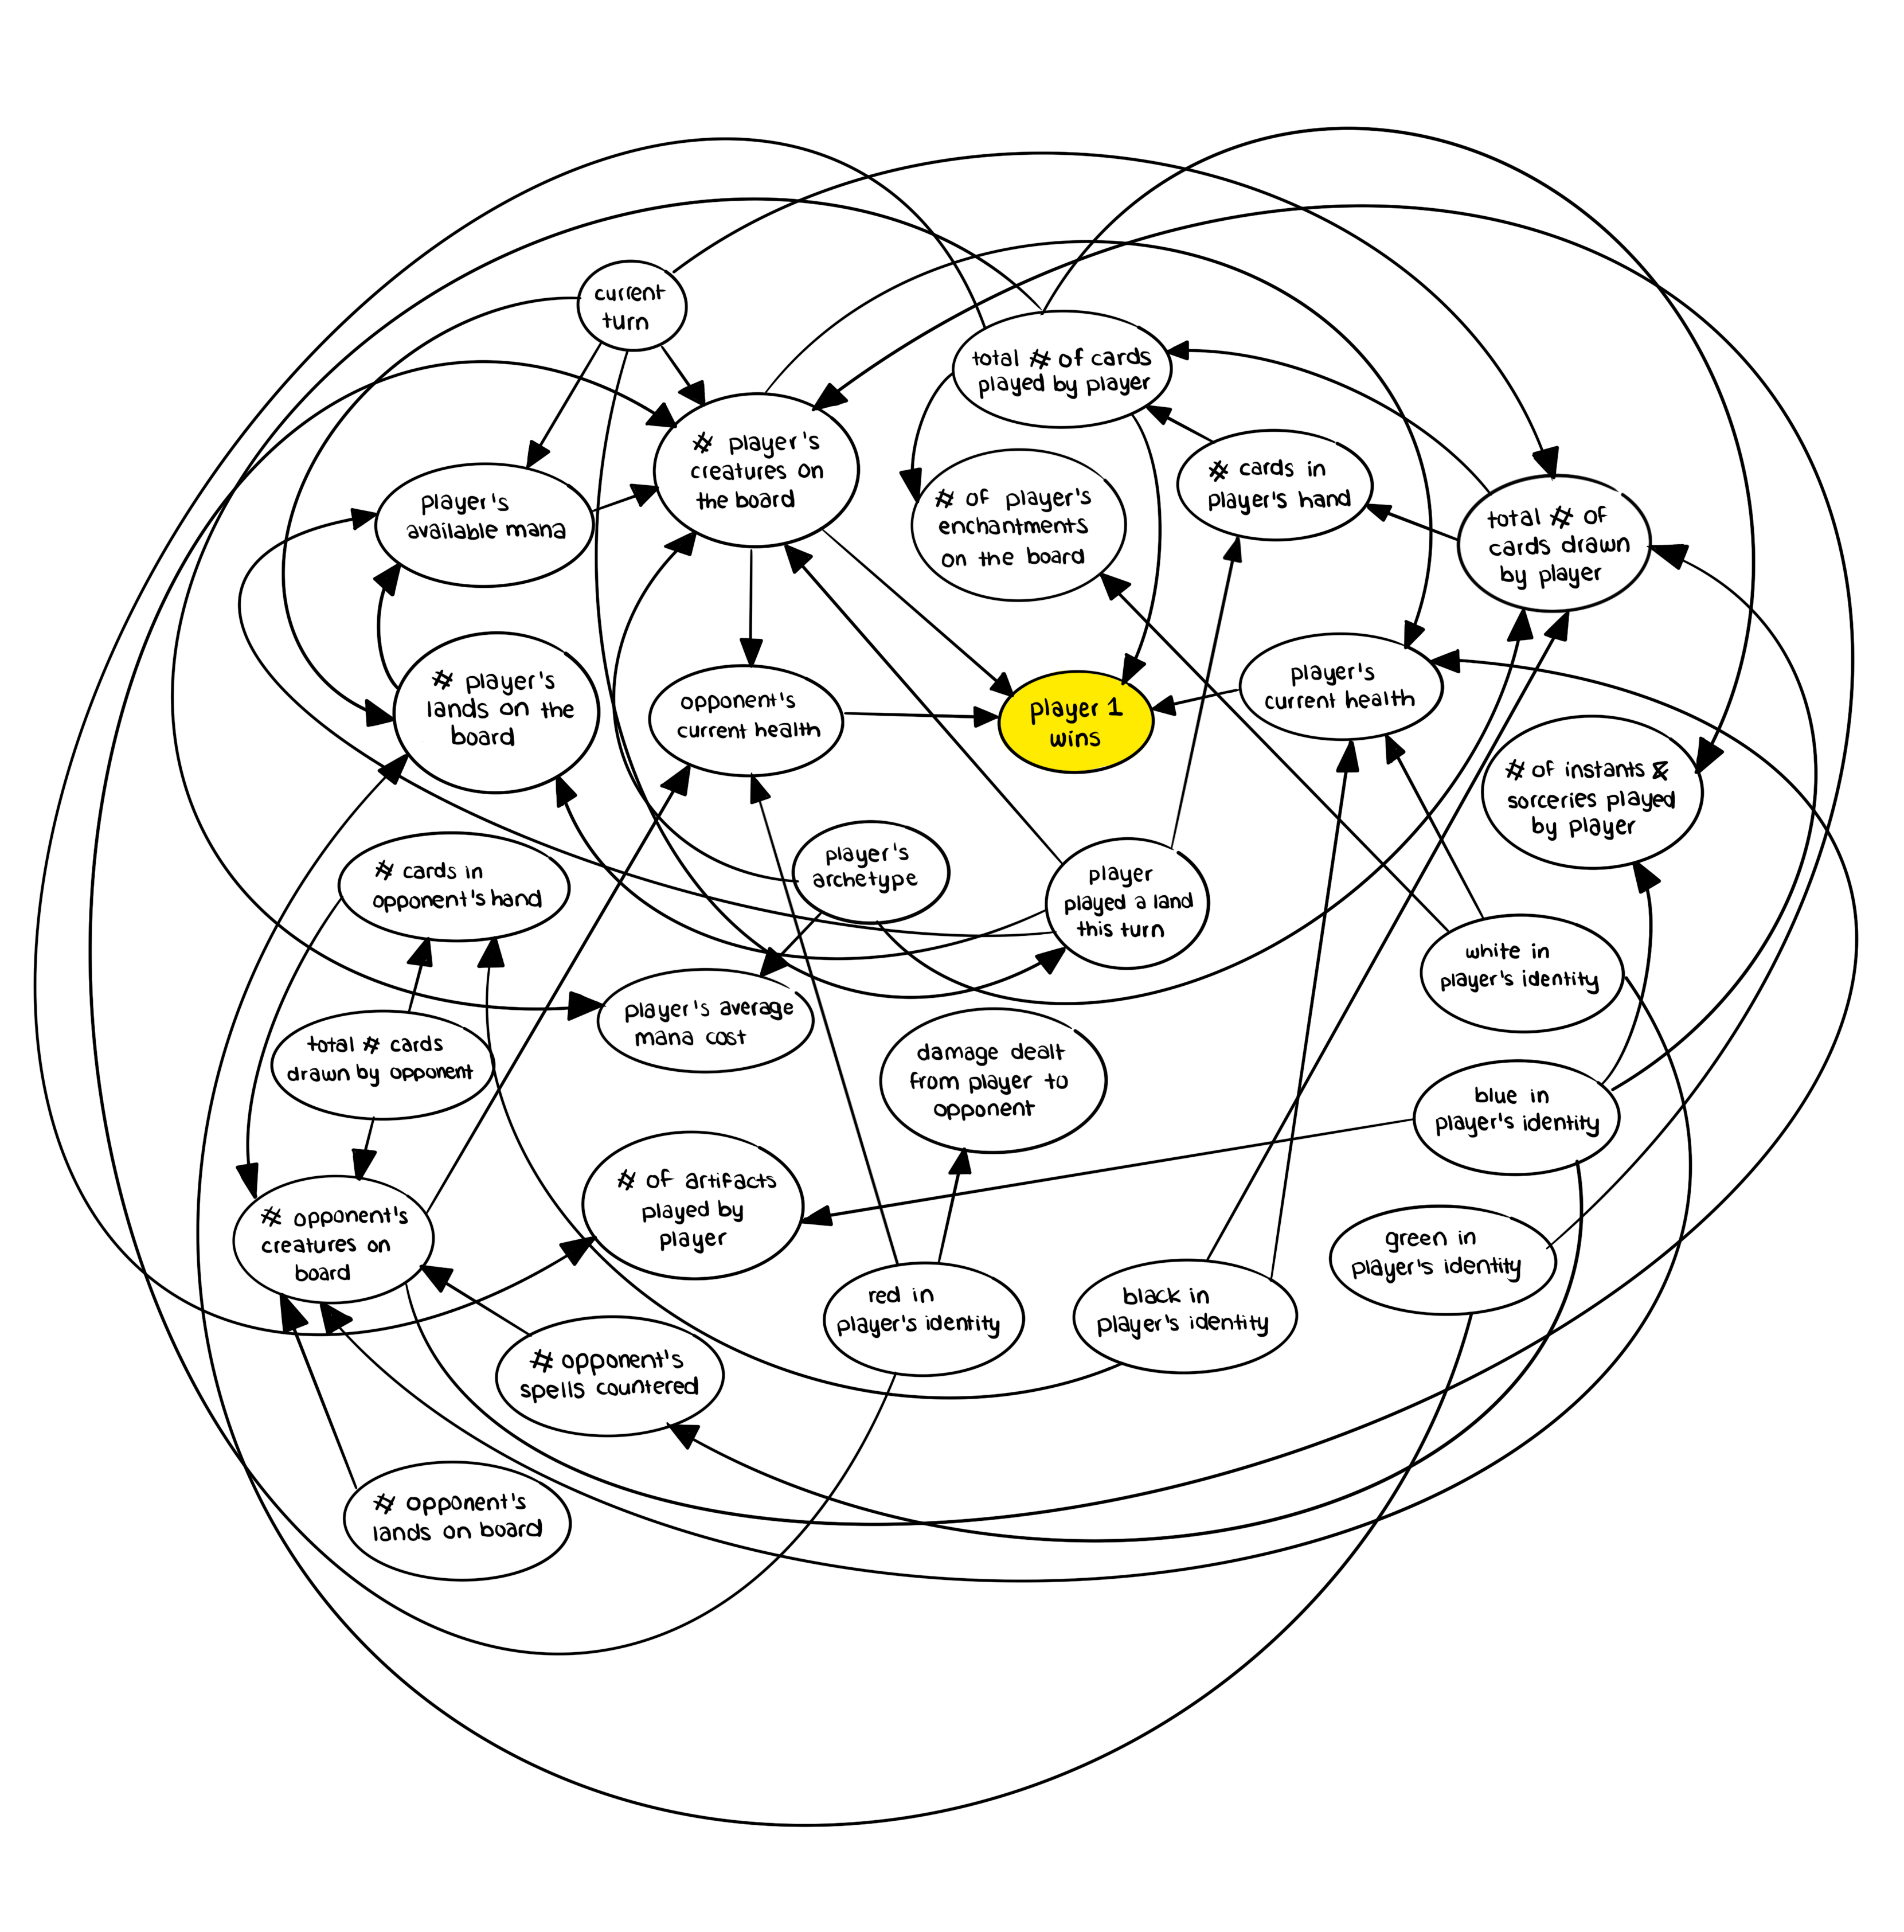 current
turn
total # of cards
played by player
# player's
creatures on
the board
# cards in
player's hand
player's
available mana
# of player's
enchantments
on the board
total # of
cards drawn
by player
# player's
lands on the
board
opponent's
current health
player 1
wins
player's
current health
# of instants &
sorceries played
by player
# cards in
opponent's hand
player's
archetype
player
played a land
this turn
white in
player's identity
player's average
mana cost
total # cards
drawn by opponent
damage dealt
from player to
opponent
blue in
player's identity
# of artifacts
played by
player
# opponent's
creatures on
board
green in
player's identity
red in
player's identity
black in
player's identity
# opponent's
spells countered
# opponent's
lands on board